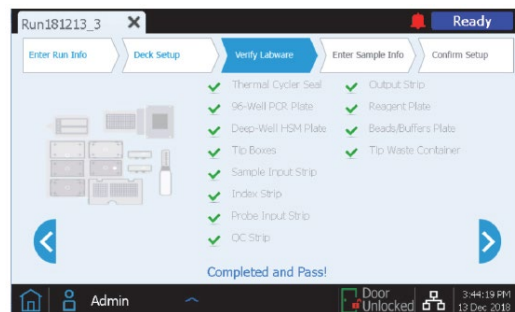 Run181213_3
Ready
Enter Run Info
Deck Setup
Verify Labware
Enter Sample Info
Confirm Setup
Thermal Cycler Seal
96-Well PCR Plate
Deep-Well HSM Plate
Tip Boxes
Sample Input Strip
Index Strip
Probe Input Strip
QC Strip
Output Strip
Reagent Plate
Beads/Buffers Plate
Tip Waste Container
Completed and Pass!
Admin
Door
Unlocked
3:44:19 PM
13 Dec 2018